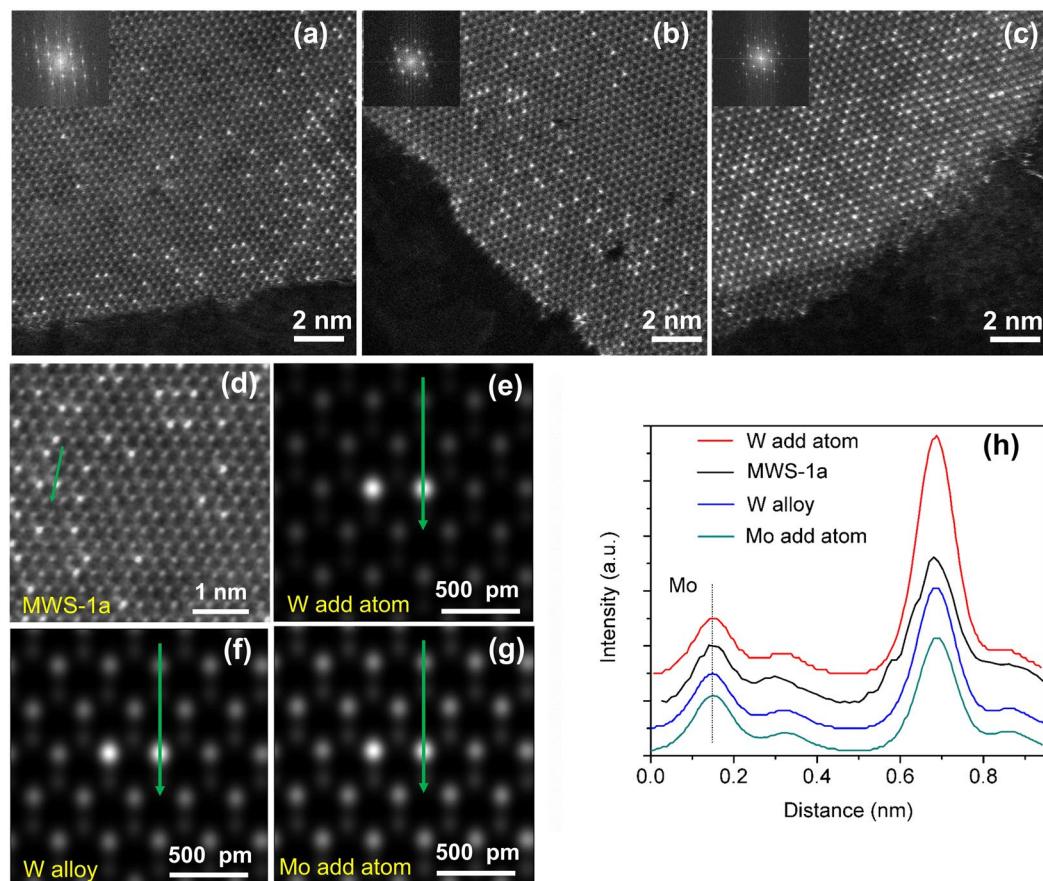 (a)
2 nm
(b)
2 nm
(c)
2 nm
(d)
MWS-1a
1 nm
(e)
W add atom
500 pm
(f)
W alloy
500 pm
(g)
Mo add atom
500 pm
(h)
W add atom
MWS-1a
W alloy
Mo add atom
Mo
Intensity (a.u.)
0.0 0.2 0.4 0.6 0.8
Distance (nm)